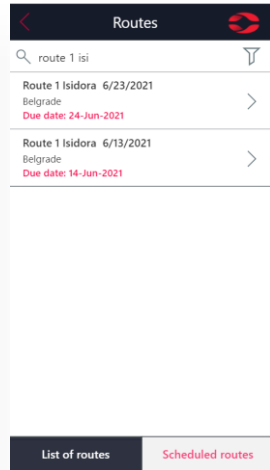 Routes
route 1 isi
Route 1 Isidora 6/23/2021
Belgrade
Due date: 24-Jun-2021
Route 1 Isidora 6/13/2021
Belgrade
Due date: 14-Jun-2021
List of routes
Scheduled routes